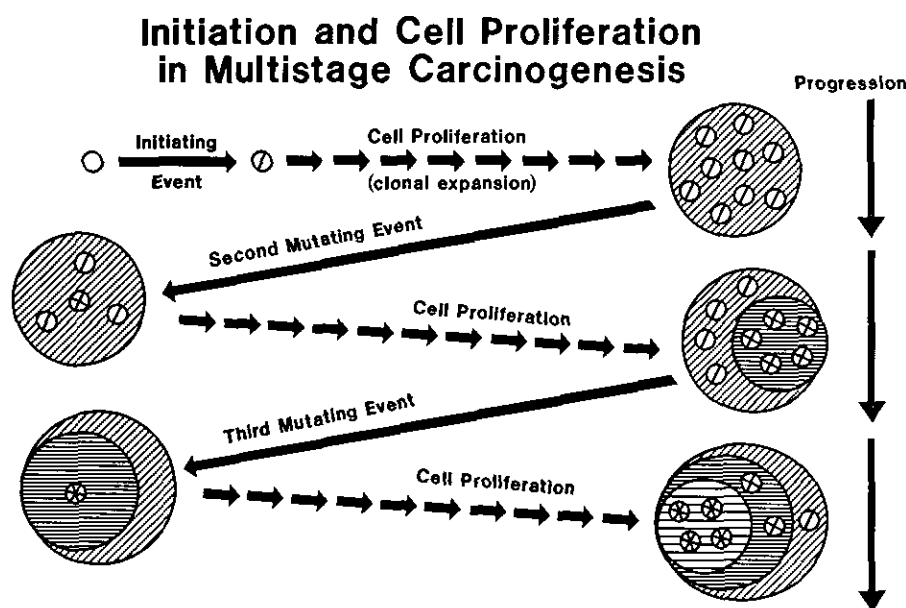 Initiation and Cell Proliferation
in Multistage Carcinogenesis
Progression
Initiating
Event
Cell Proliferation
(clonal expansion)
Second Mutating Event
Cell Proliferation
Third Mutating Event
Cell Proliferation